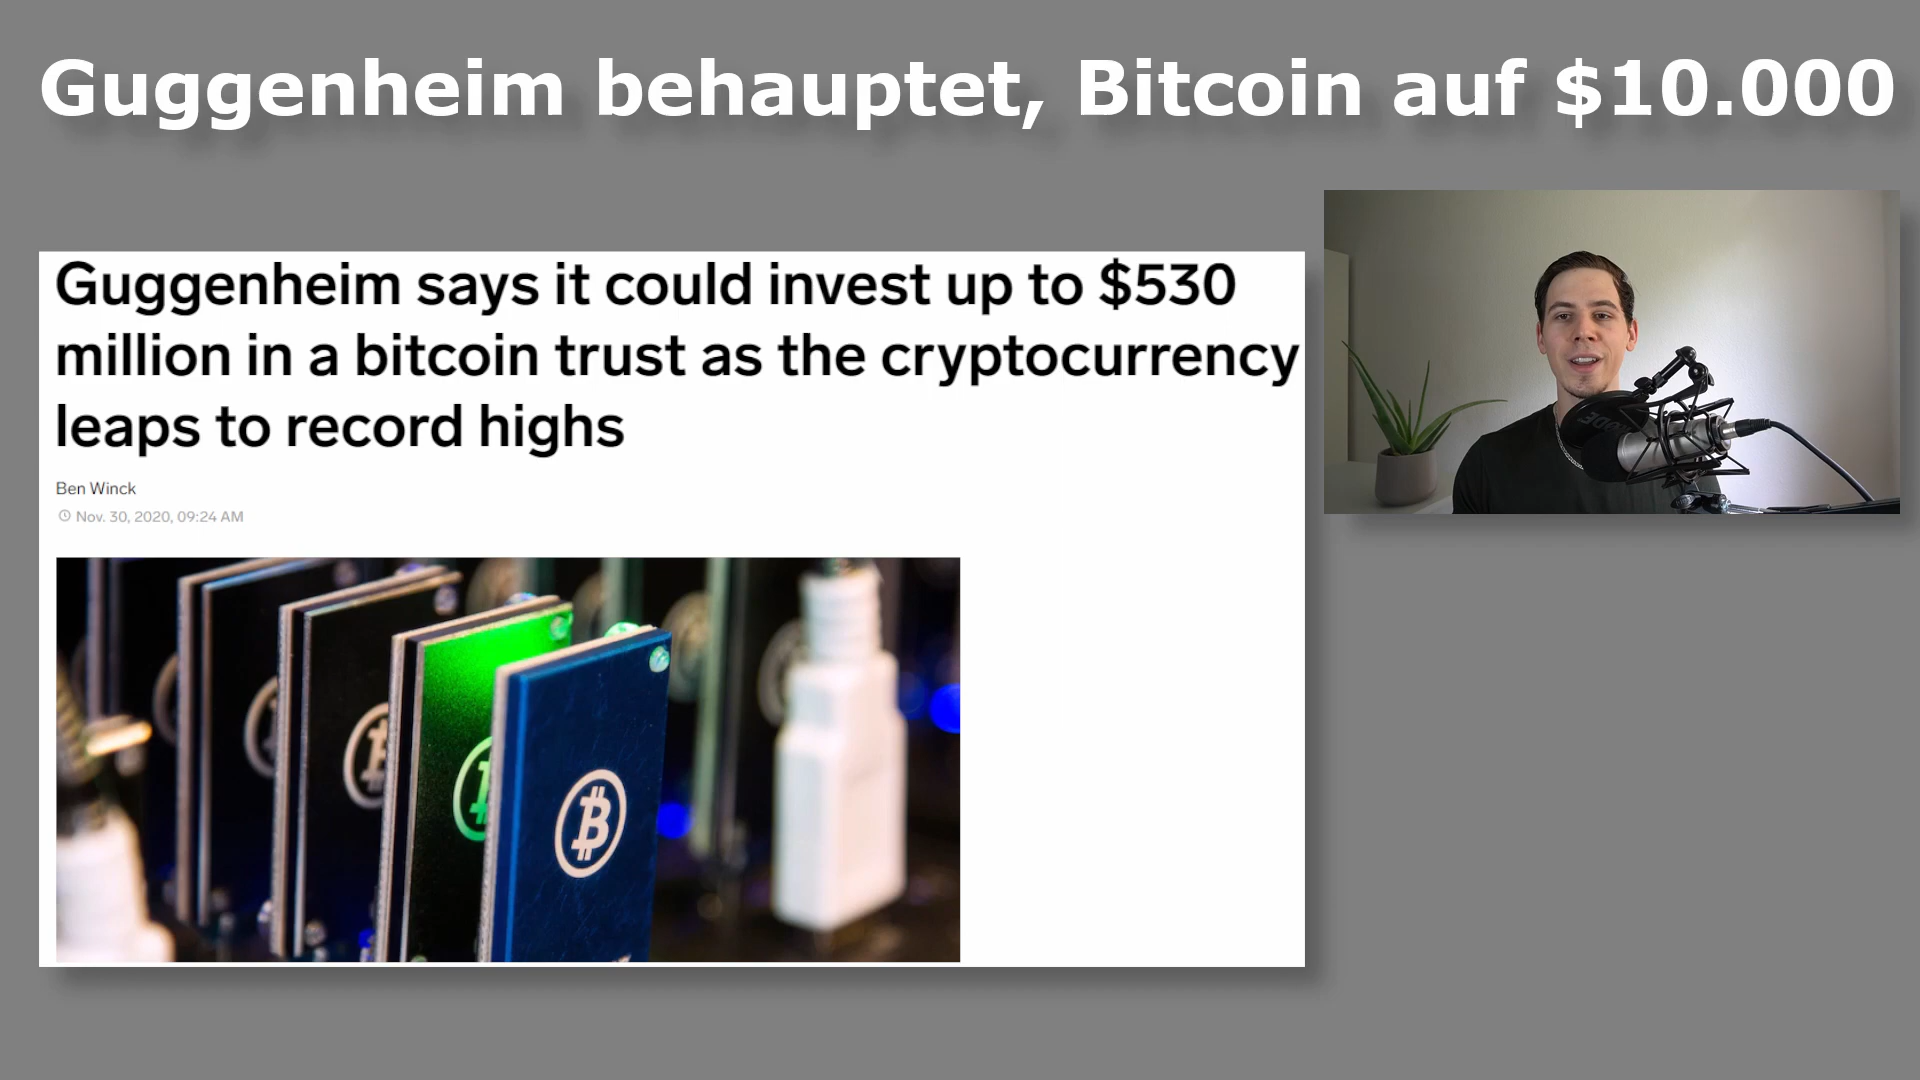 Guggenheim behauptet, Bitcoin auf $10.000
Guggenheim says it could invest up to $530
million in a bitcoin trust as the cryptocurrency
leaps to record highs
Ben Winck
Nov. 30, 2020, 09:24 AM
RODE